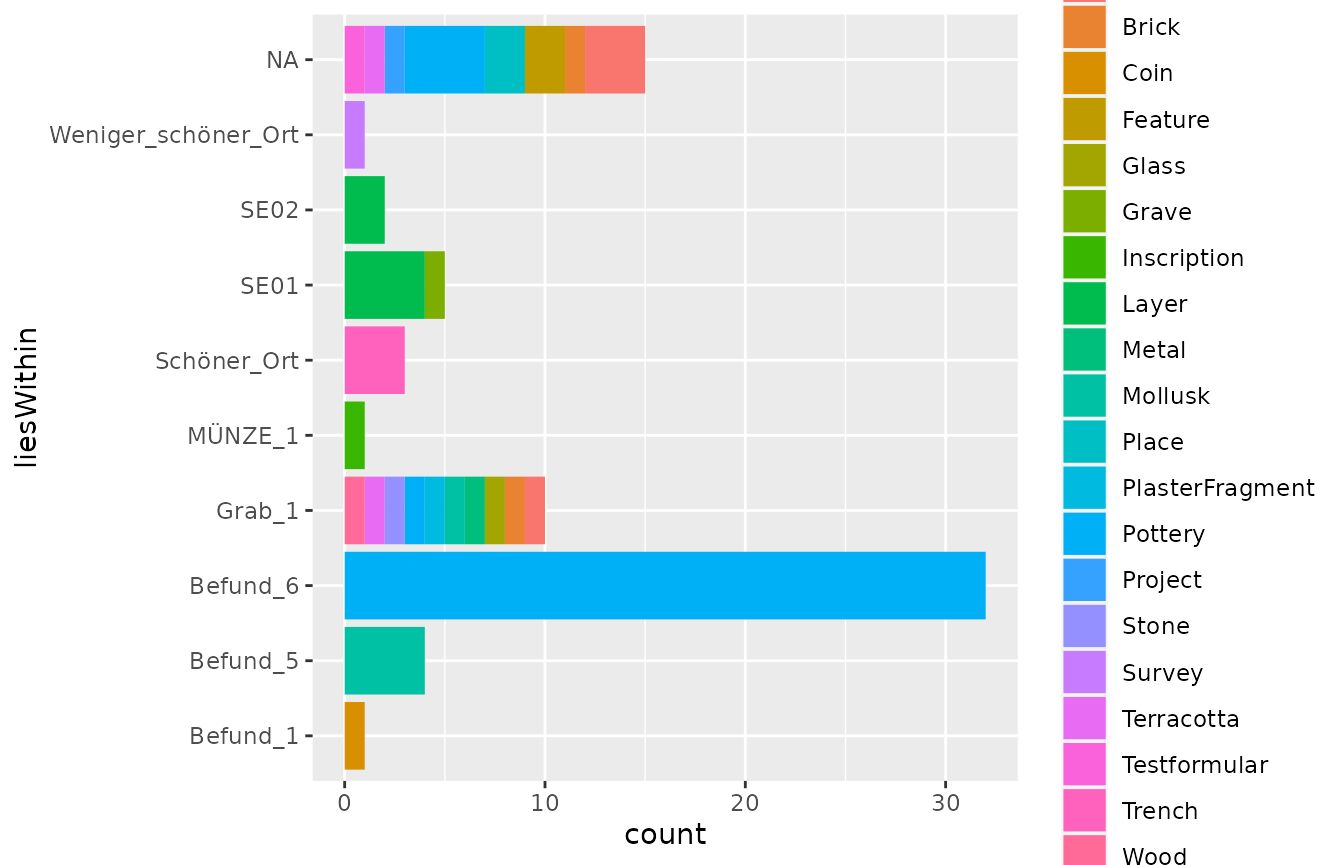 liesWithin
NA
Weniger_schöner_Ort
SE02
SE01
Schöner_Ort
MÜNZE_1
Grab_1
Befund_6
Befund_5
Befund_1
0 10 20 30
count
Brick
Coin
Feature
Glass
Grave
Inscription
Layer
Metal
Mollusk
Place
PlasterFragment
Pottery
Project
Stone
Survey
Terracotta
Testformular
Trench
Wood